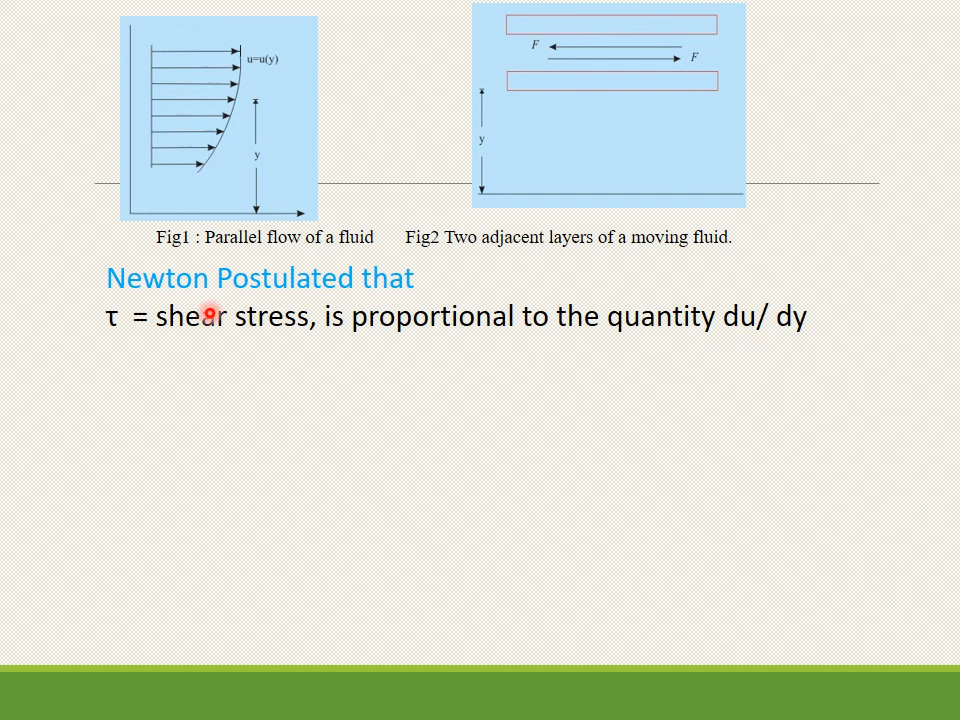 u=u(y)
y
F
F
y
Fig1 : Parallel flow of a fluid
Fig2 Two adjacent layers of a moving fluid.
Newton Postulated that
τ = shear stress, is proportional to the quantity du/ dy